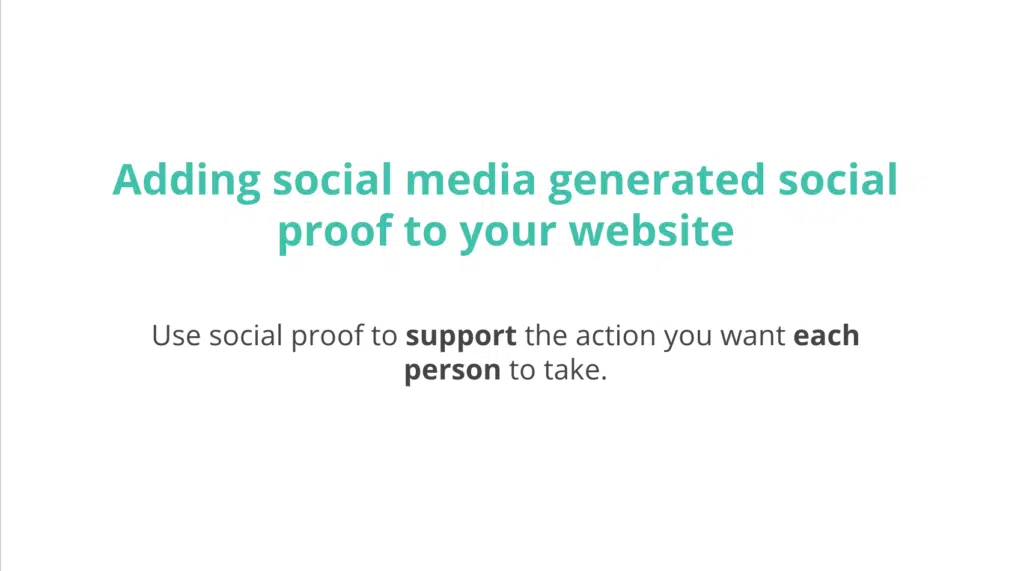 Adding social media generated social
proof to your website
Use social proof to support the action you want each
person to take.